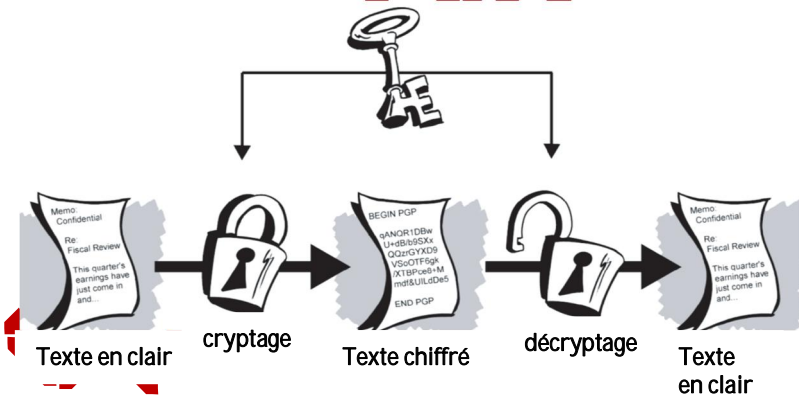 Memo:
Confidential
Re:
Fiscal Review
This quarter's
earnings have
just come in
and...
Texte en clair
cryptage
BEGIN PGP
qANQR1DBw
U+dB/b9SXx
QQzrGYXD9
VSoOTF6gk
/XTBPce8+M
mdf&UILdDe5
END PGP
Texte chiffré
décryptage
Memo:
Confidential
Re:
Fiscal Review
This quarter's
earnings have
just come in
and...
Texte
en clair